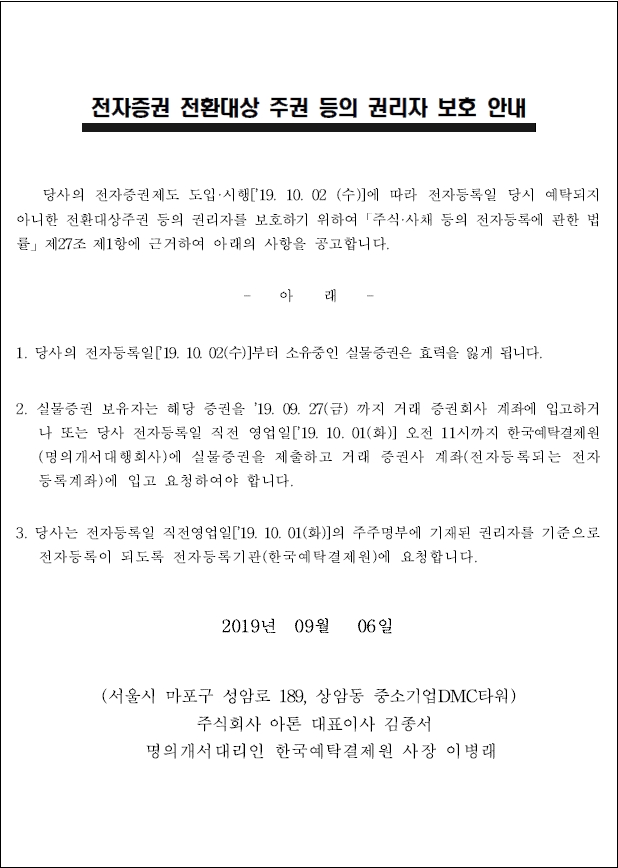 전자증권 전환대상 주권 등의 권리자 보호 안내
당사의 전자증권제도 도입·시행['19. 10. 02 (수)]에 따라 전자등록일 당시 예탁되지
아니한 전환대상주권 등의 권리자를 보호하기 위하여「주식·사채 등의 전자등록에 관한 법
률」제27조 제1항에 근거하여 아래의 사항을 공고합니다.
- 아 래 -
1. 당사의 전자등록일['19. 10. 02(수)]부터 소유중인 실물증권은 효력을 잃게 됩니다.
2. 실물증권 보유자는 해당 증권을 '19. 09. 27(금) 까지 거래 증권회사 계좌에 입고하거
나 또는 당사 전자등록일 직전 영업일['19. 10. 01(화)] 오전 11시까지 한국예탁결제원
(명의개서대행회사)에 실물증권을 제출하고 거래 증권사 계좌(전자등록되는 전자
등록계좌)에 입고 요청하여야 합니다.
3. 당사는 전자등록일 직전영업일['19. 10. 01(화)]의 주주명부에 기재된 권리자를 기준으로
전자등록이 되도록 전자등록기관(한국예탁결제원)에 요청합니다.
2019년 09월 06일
(서울시 마포구 성암로 189, 상암동 중소기업DMC타워)
주식회사 아톤 대표이사 김종서
명의개서대리인 한국예탁결제원 사장 이병래